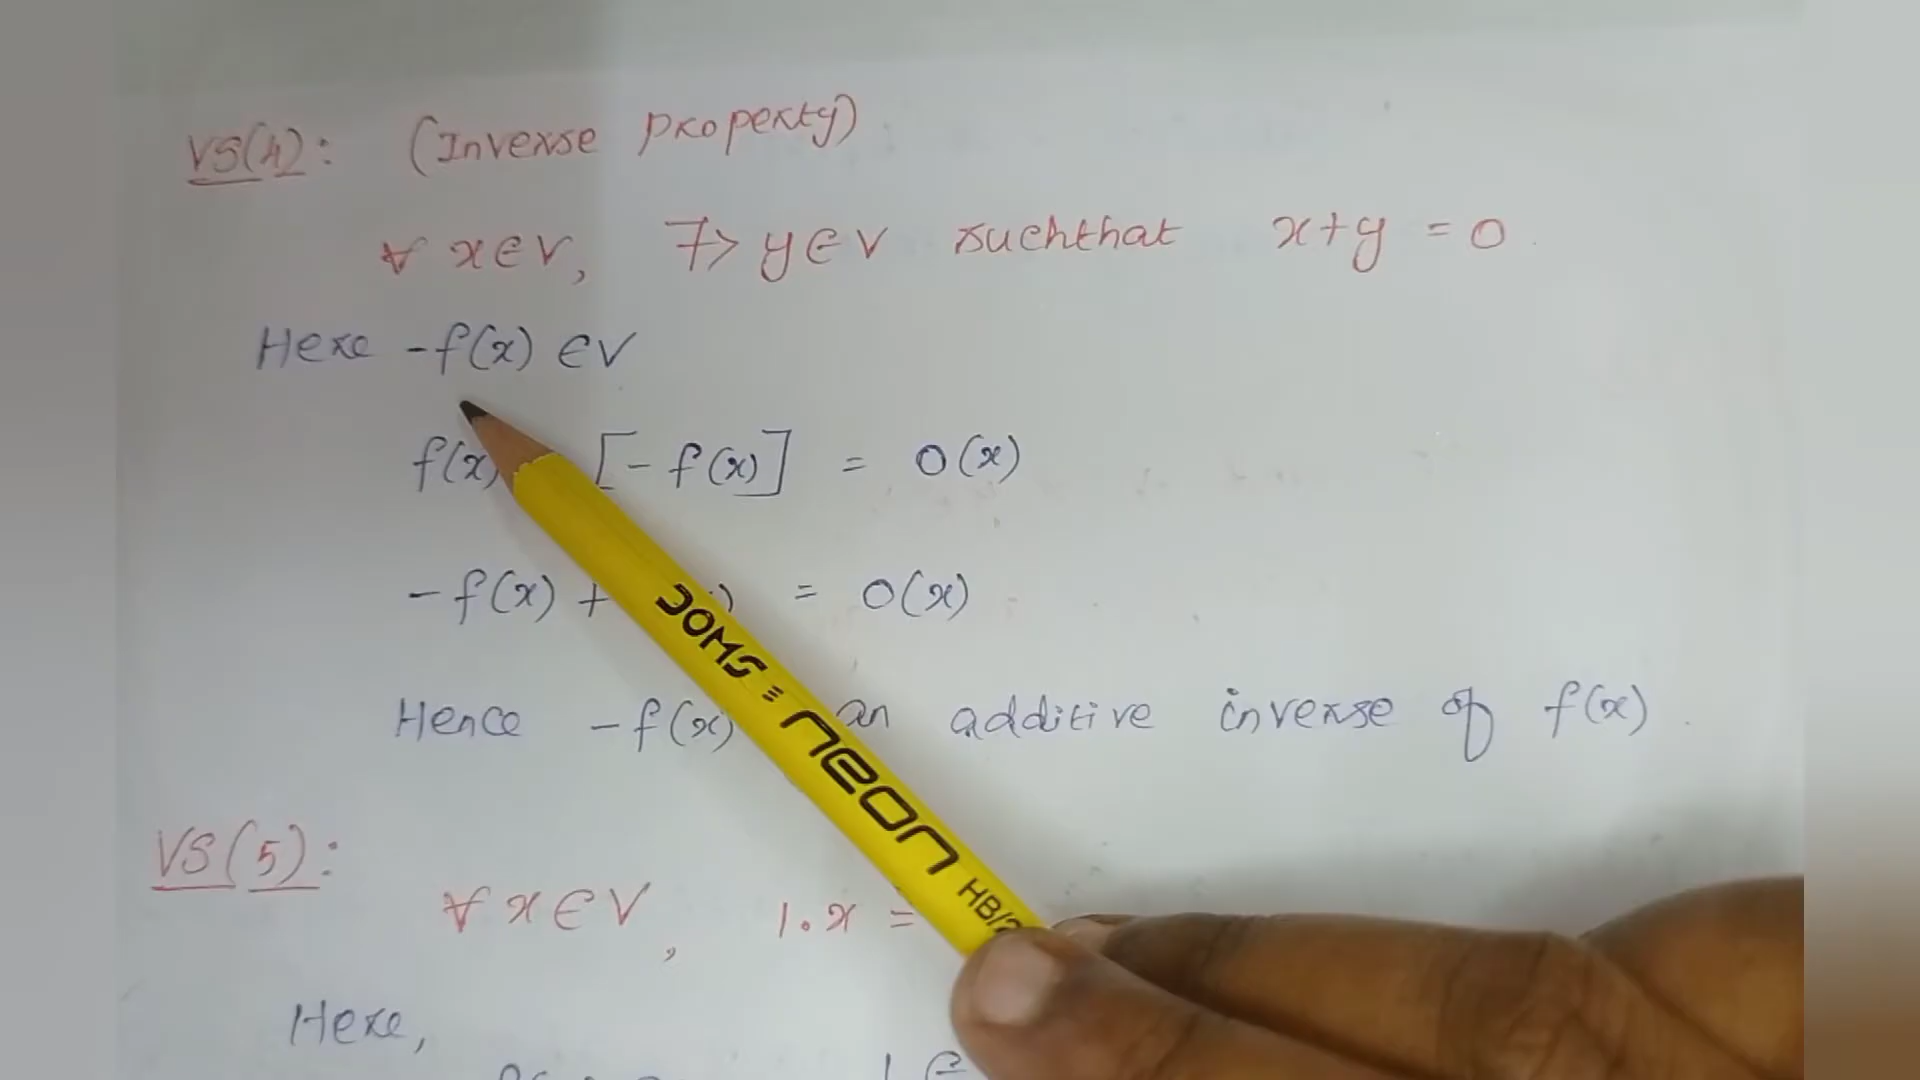 VS(4): (Inverse property)
∀ x∈V, ∃ y∈V suchthat x+y = 0
Here -f(x) ∈V
f(x) [-f(x)] = 0(x)
-f(x) + = 0(x)
Hence -f(x) an additive inverse of f(x).
VS(5):
∀ x∈V, 1.x =
Here,
DOMS neon HB/2